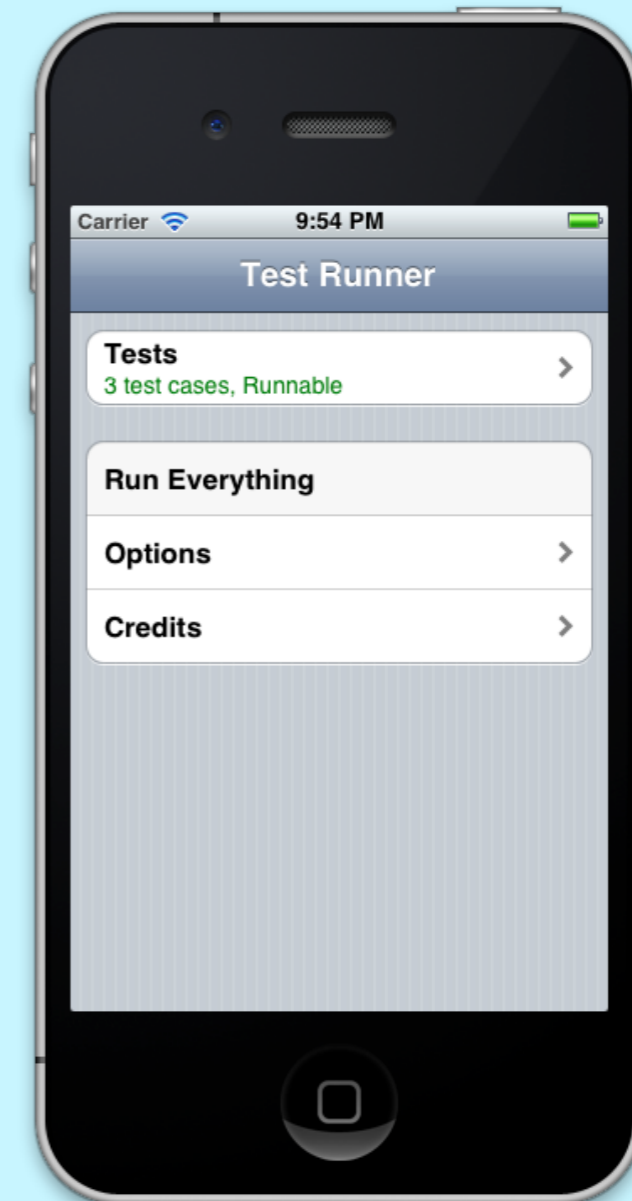 Carrier 9:54 PM
Test Runner
Tests
3 test cases, Runnable
Run Everything
Options
Credits